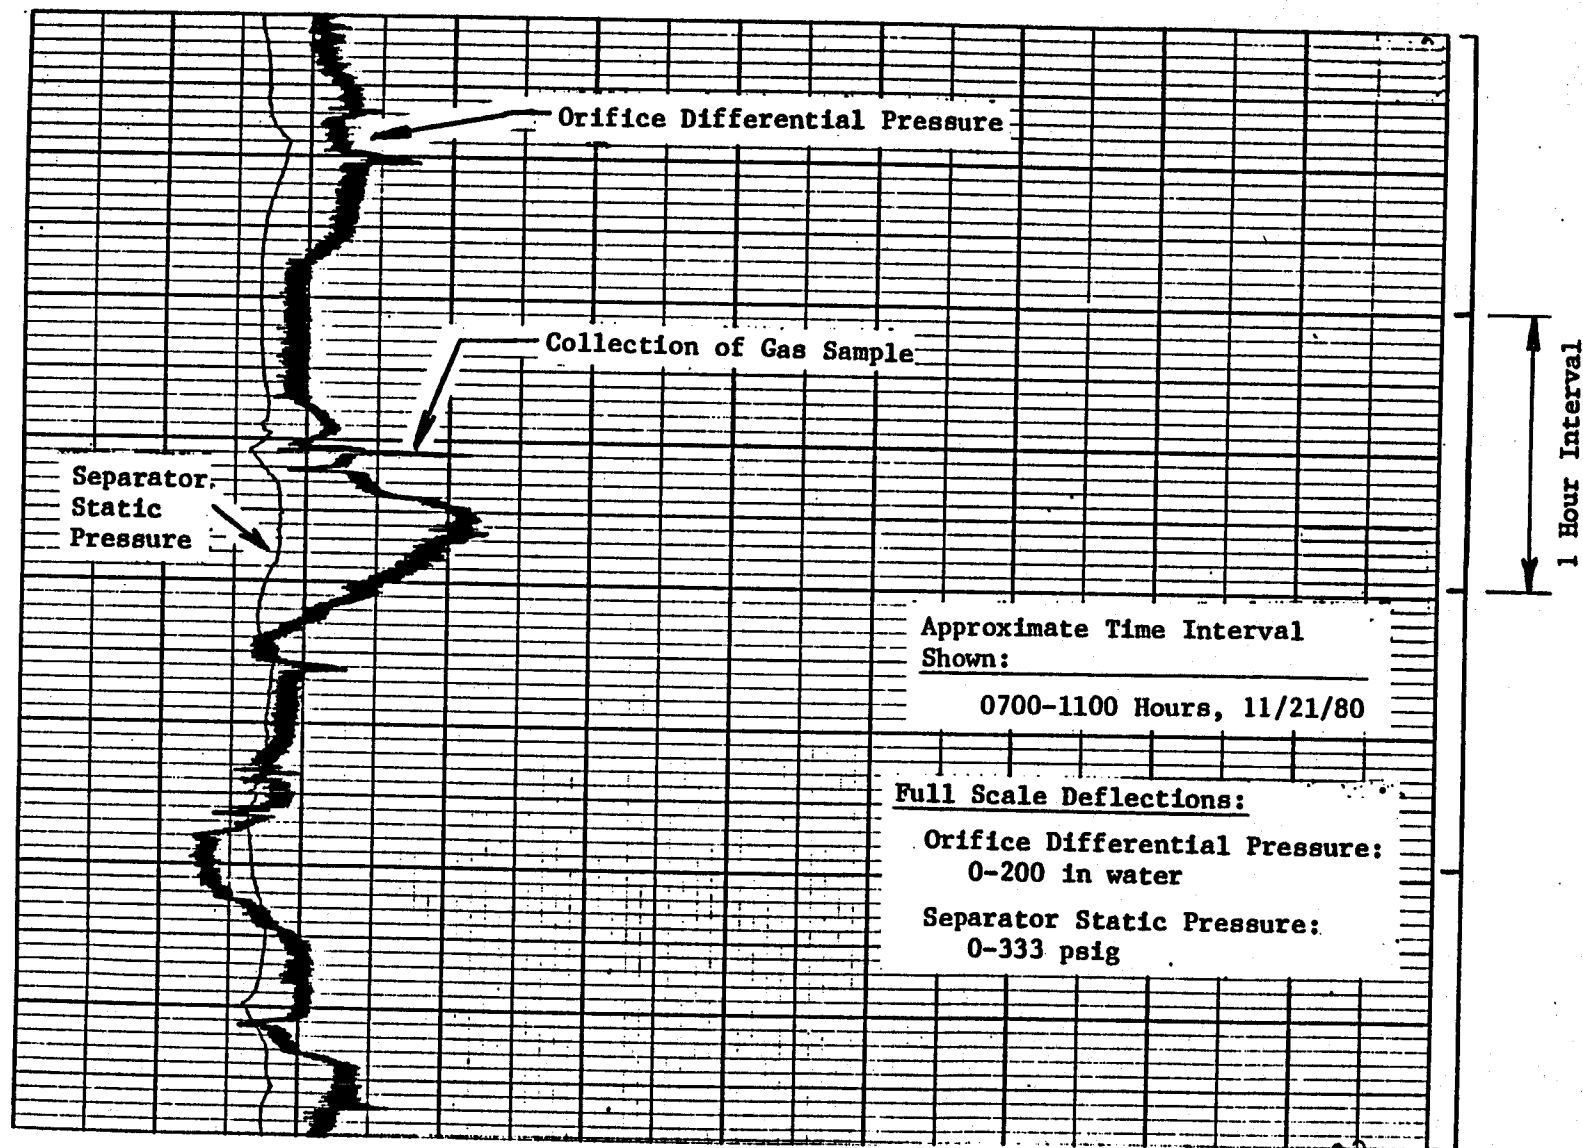 Orifice Differential Pressure
Collection of Gas Sample
Separator
Static
Pressure
1 Hour Interval
Approximate Time Interval
Shown:
0700-1100 Hours, 11/21/80
Full Scale Deflections:
Orifice Differential Pressure:
0-200 in water
Separator Static Pressure:
0-333 psig